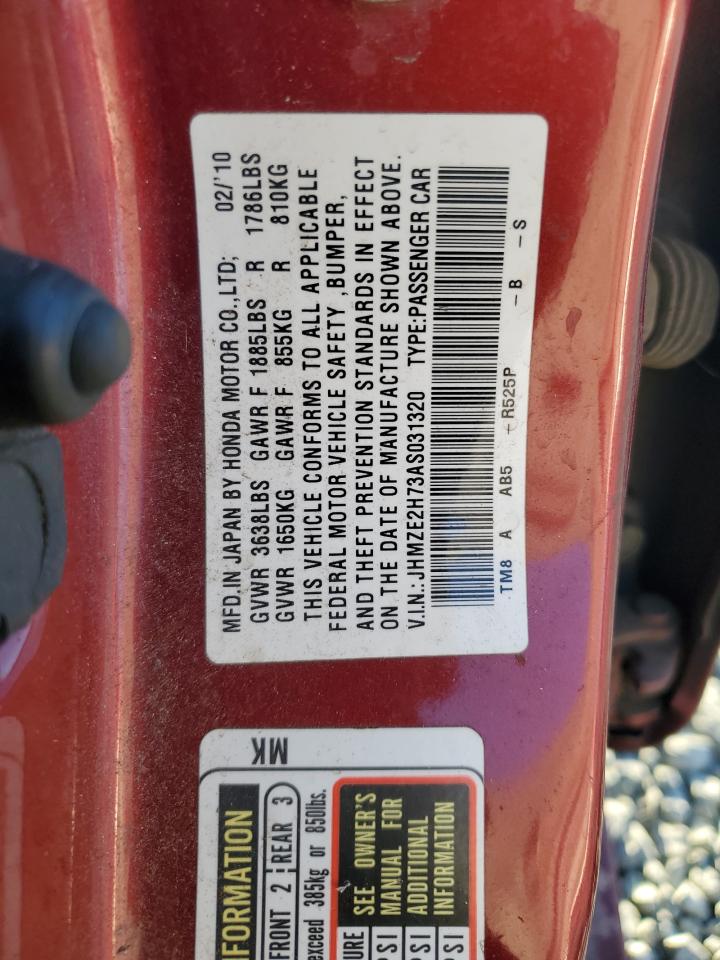 MFD.IN JAPAN BY HONDA MOTOR CO.,LTD; 02/'10
GVWR 3638LBS GAWR F 1885LBS R 1786LBS
GVWR 1650KG GAWR F 855KG R 810KG
THIS VEHICLE CONFORMS TO ALL APPLICABLE
FEDERAL MOTOR VEHICLE SAFETY ,BUMPER,
AND THEFT PREVENTION STANDARDS IN EFFECT
ON THE DATE OF MANUFACTURE SHOWN ABOVE.
V.I.N.:JHMZE2H73AS031320 TYPE:PASSENGER CAR
TM8 A AB5 -R525P -B -S
MK
FRONT 2 REAR 3
exceed 385kg or 850lbs.
SEE OWNER'S
MANUAL FOR
ADDITIONAL
INFORMATION
PSI
PSI
PSI